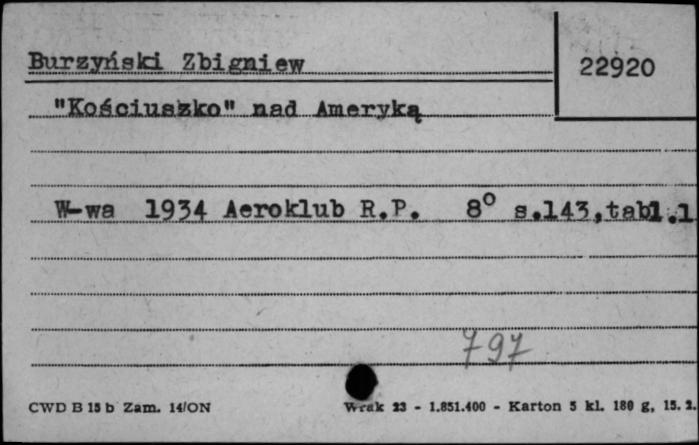 Burzyński Zbigniew
22920
"Kościuszko" nad Ameryką
W-wa 1934 Aeroklub R.P. 8° s.143,tabl.1
797
CWD B 15 b Zam. 14/ON
Wrak 23 - 1.851.400 - Karton 5 kl. 180 g, 15. 2.